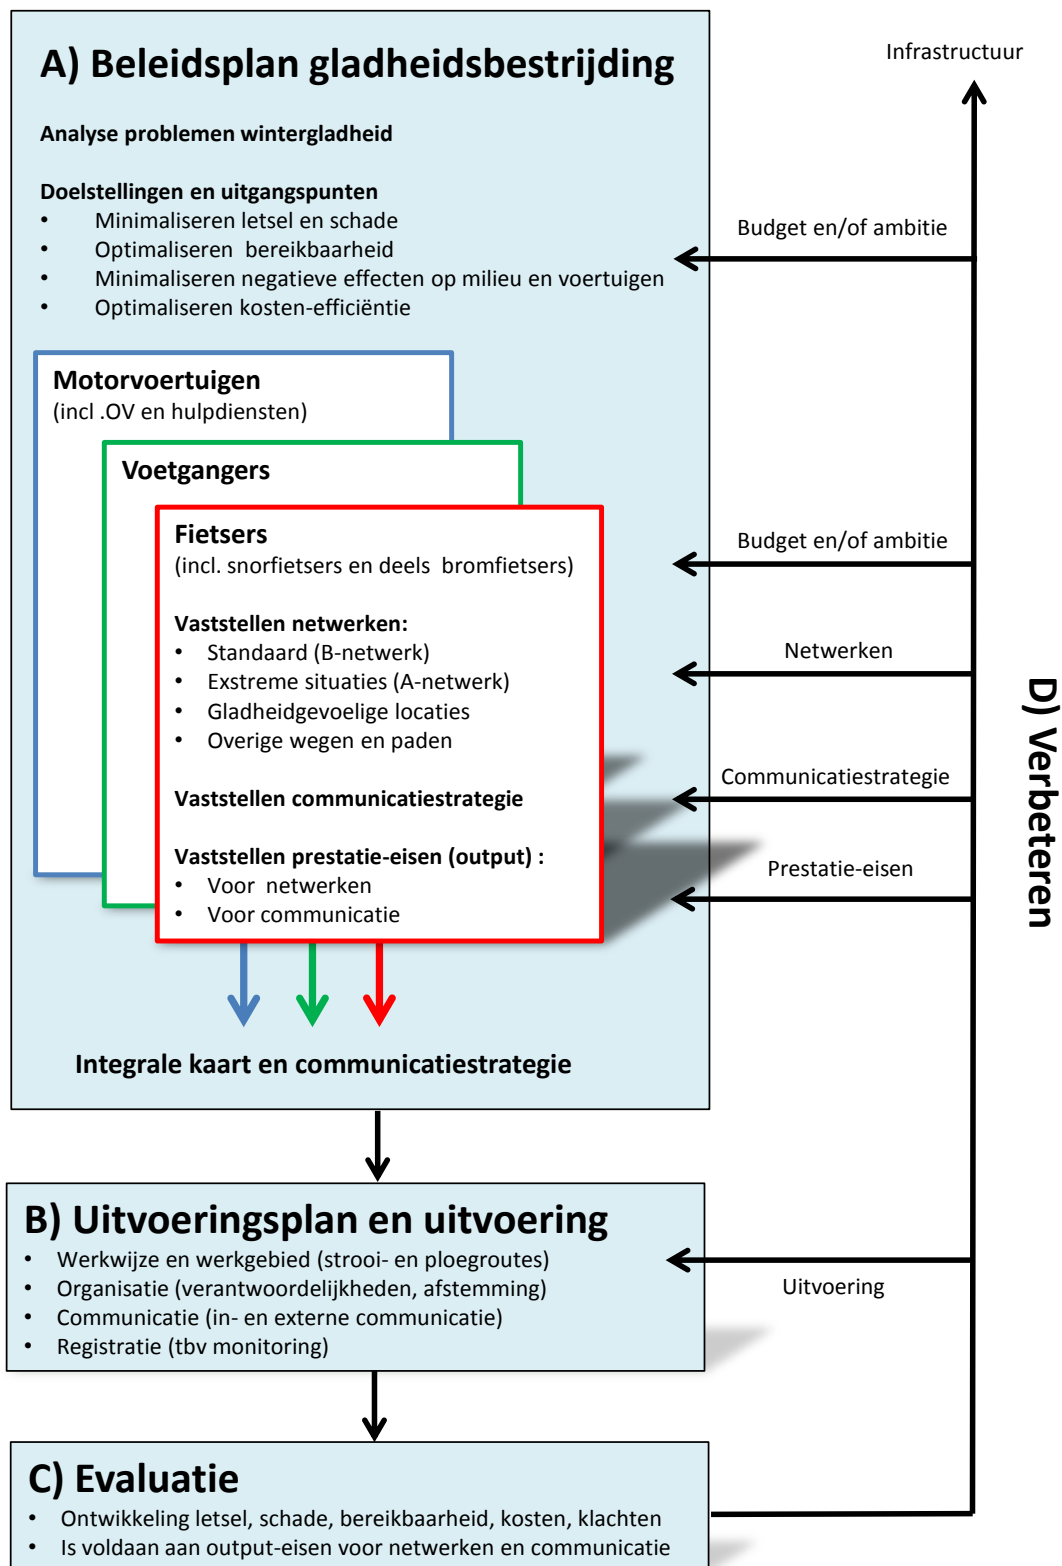 A) Beleidsplan gladheidsbestrijding
Analyse problemen wintergladheid
Doelstellingen en uitgangspunten
• Minimaliseren letsel en schade
• Optimaliseren bereikbaarheid
• Minimaliseren negatieve effecten op milieu en voertuigen
• Optimaliseren kosten-efficiëntie
Motorvoertuigen
(incl .OV en hulpdiensten)
Voetgangers
Fietsers
(incl. snorfietsers en deels bromfietsers)
Vaststellen netwerken:
• Standaard (B-netwerk)
• Exstreme situaties (A-netwerk)
• Gladheidgevoelige locaties
• Overige wegen en paden
Vaststellen communicatiestrategie
Vaststellen prestatie-eisen (output) :
• Voor netwerken
• Voor communicatie
Integrale kaart en communicatiestrategie
B) Uitvoeringsplan en uitvoering
• Werkwijze en werkgebied (strooi- en ploegroutes)
• Organisatie (verantwoordelijkheden, afstemming)
• Communicatie (in- en externe communicatie)
• Registratie (tbv monitoring)
C) Evaluatie
• Ontwikkeling letsel, schade, bereikbaarheid, kosten, klachten
• Is voldaan aan output-eisen voor netwerken en communicatie
Infrastructuur
Budget en/of ambitie
Budget en/of ambitie
Netwerken
Communicatiestrategie
Prestatie-eisen
Uitvoering
D) Verbeteren